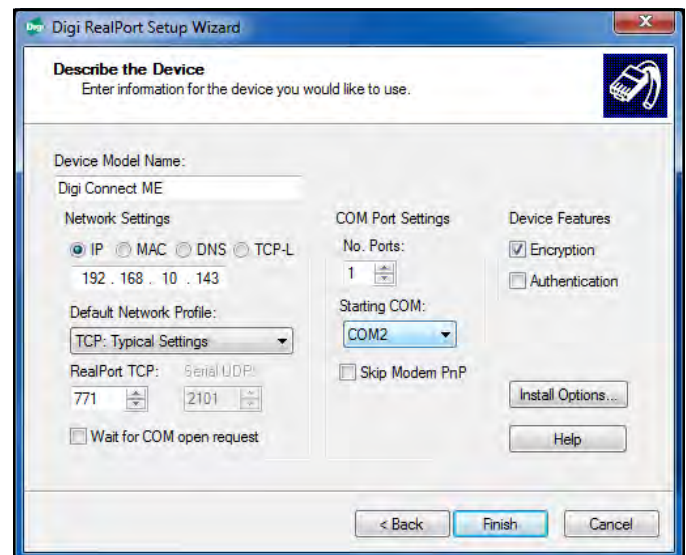 Digi Digi RealPort Setup Wizard
Describe the Device
Enter information for the device you would like to use.
Device Model Name:
Digi Connect ME
Network Settings
IP MAC DNS TCP-L
192 . 168 . 10 . 143
Default Network Profile:
TCP: Typical Settings
RealPort TCP: Serial UDP:
771 2101
Wait for COM open request
COM Port Settings
No. Ports:
1
Starting COM:
COM2
Skip Modem PnP
Device Features
Encryption
Authentication
Install Options...
Help
< Back Finish Cancel